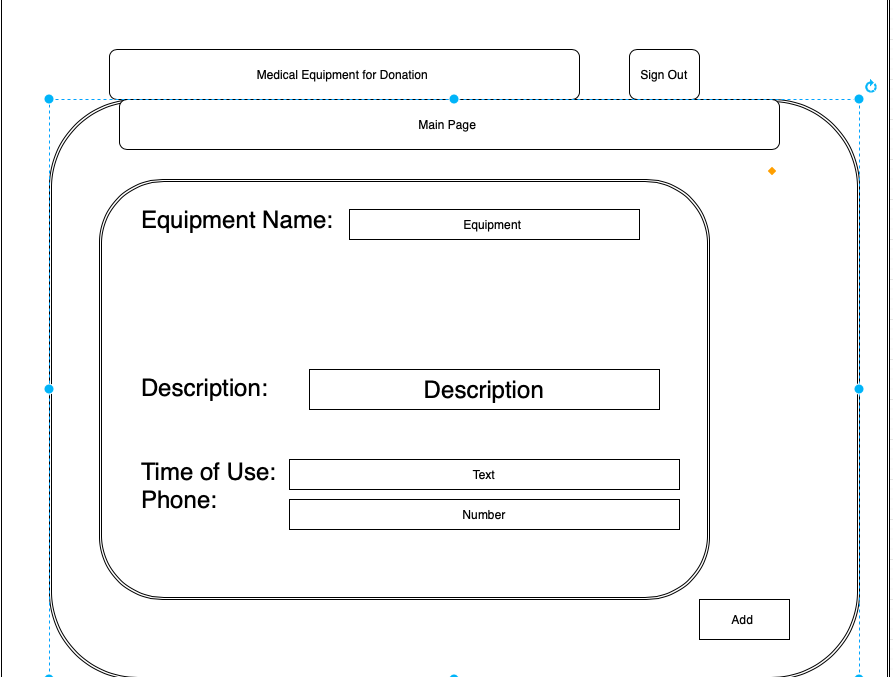 Medical Equipment for Donation
Sign Out
Main Page
Equipment Name:
Equipment
Description:
Description
Time of Use:
Text
Phone:
Number
Add